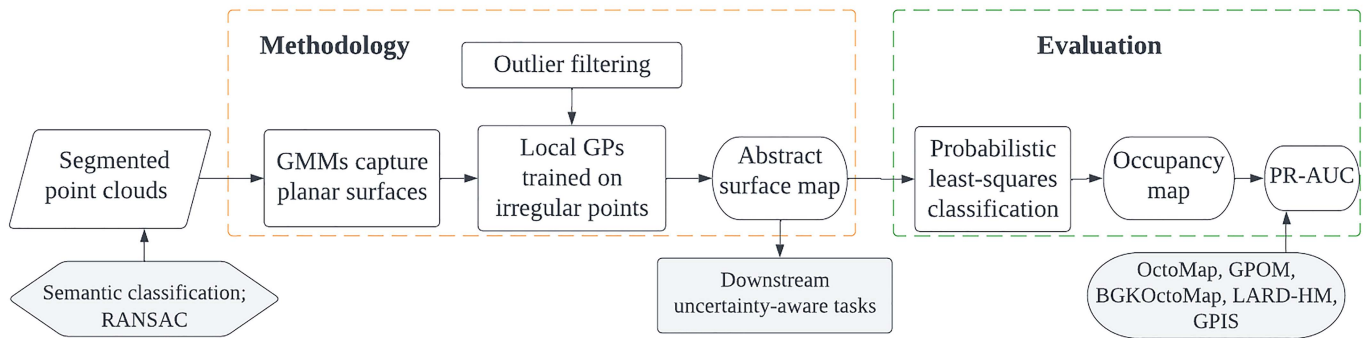 Methodology
Evaluation
Outlier filtering
Segmented
point clouds
GMMs capture
planar surfaces
Local GPs
trained on
irregular points
Abstract
surface map
Probabilistic
least-squares
classification
Occupancy
map
PR-AUC
Semantic classification;
RANSAC
Downstream
uncertainty-aware tasks
OctoMap, GPOM,
BGKOctoMap, LARD-HM,
GPIS